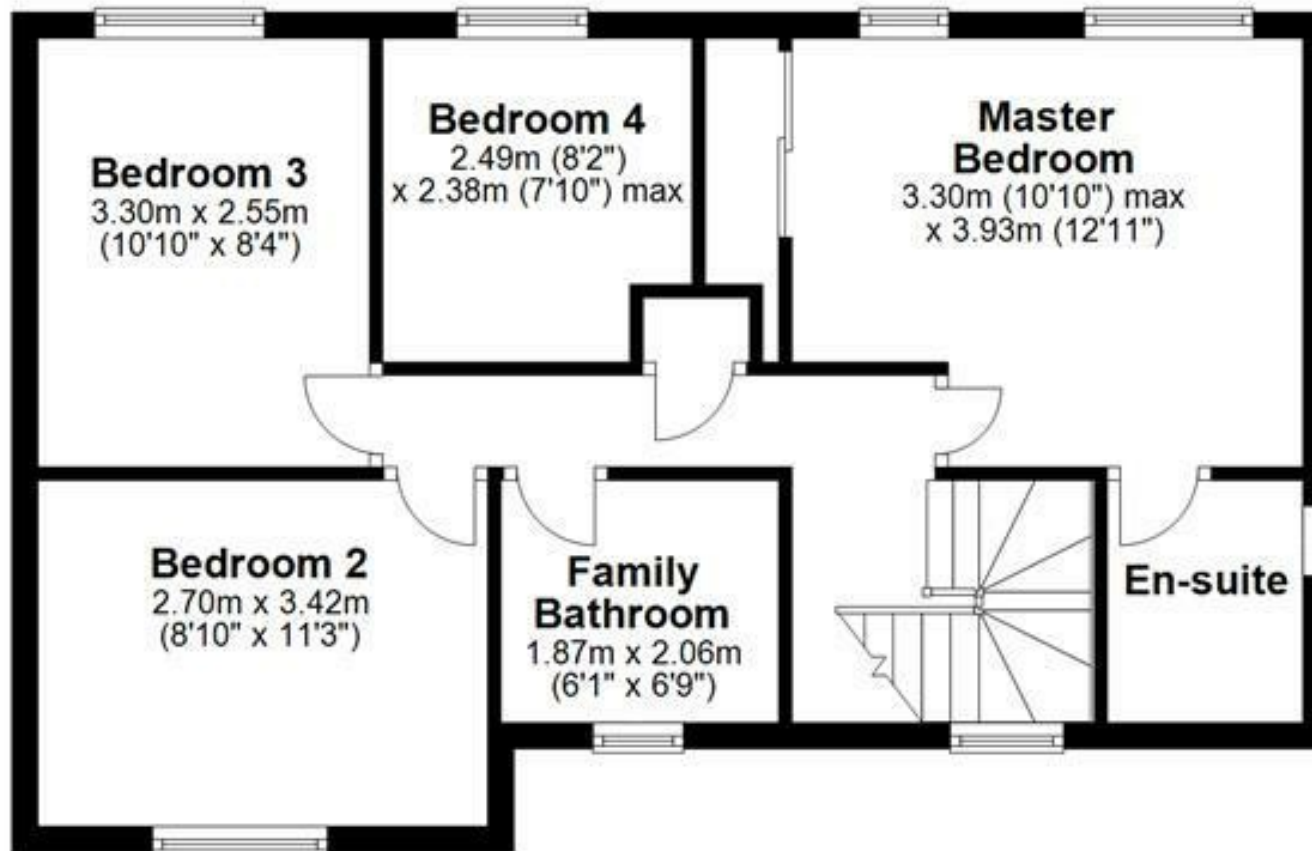 Bedroom 3
3.30m x 2.55m
(10'10" x 8'4")
Bedroom 4
2.49m (8'2")
x 2.38m (7'10") max
Master
Bedroom
3.30m (10'10") max
x 3.93m (12'11")
Bedroom 2
2.70m x 3.42m
(8'10" x 11'3")
Family
Bathroom
1.87m x 2.06m
(6'1" x 6'9")
En-suite